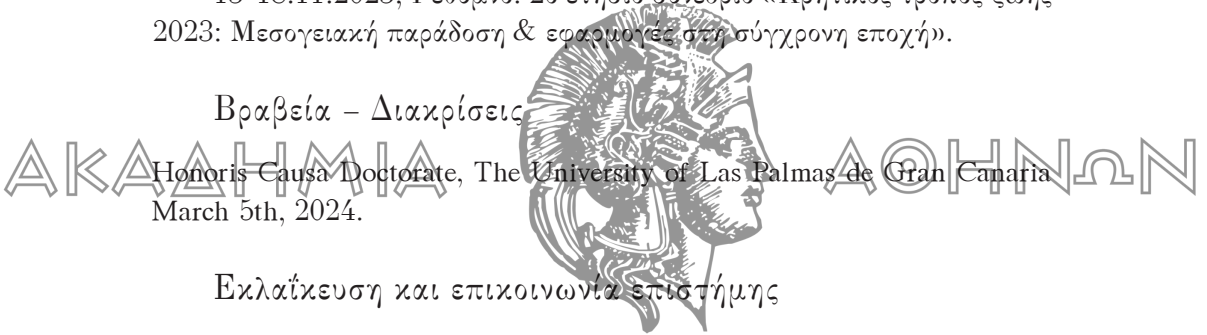 2023: Μεσογειακή παράδοση & εφαρμογές στη σύγχρονη εποχή».
Βραβεία – Διακρίσεις
ΑΚΑΔΗΜΙΑ ΑΘΗΝΩΝ
Honoris Causa Doctorate, The University of Las Palmas de Gran Canaria
March 5th, 2024.
Εκλαΐκευση και επικοινωνία επιστήμης